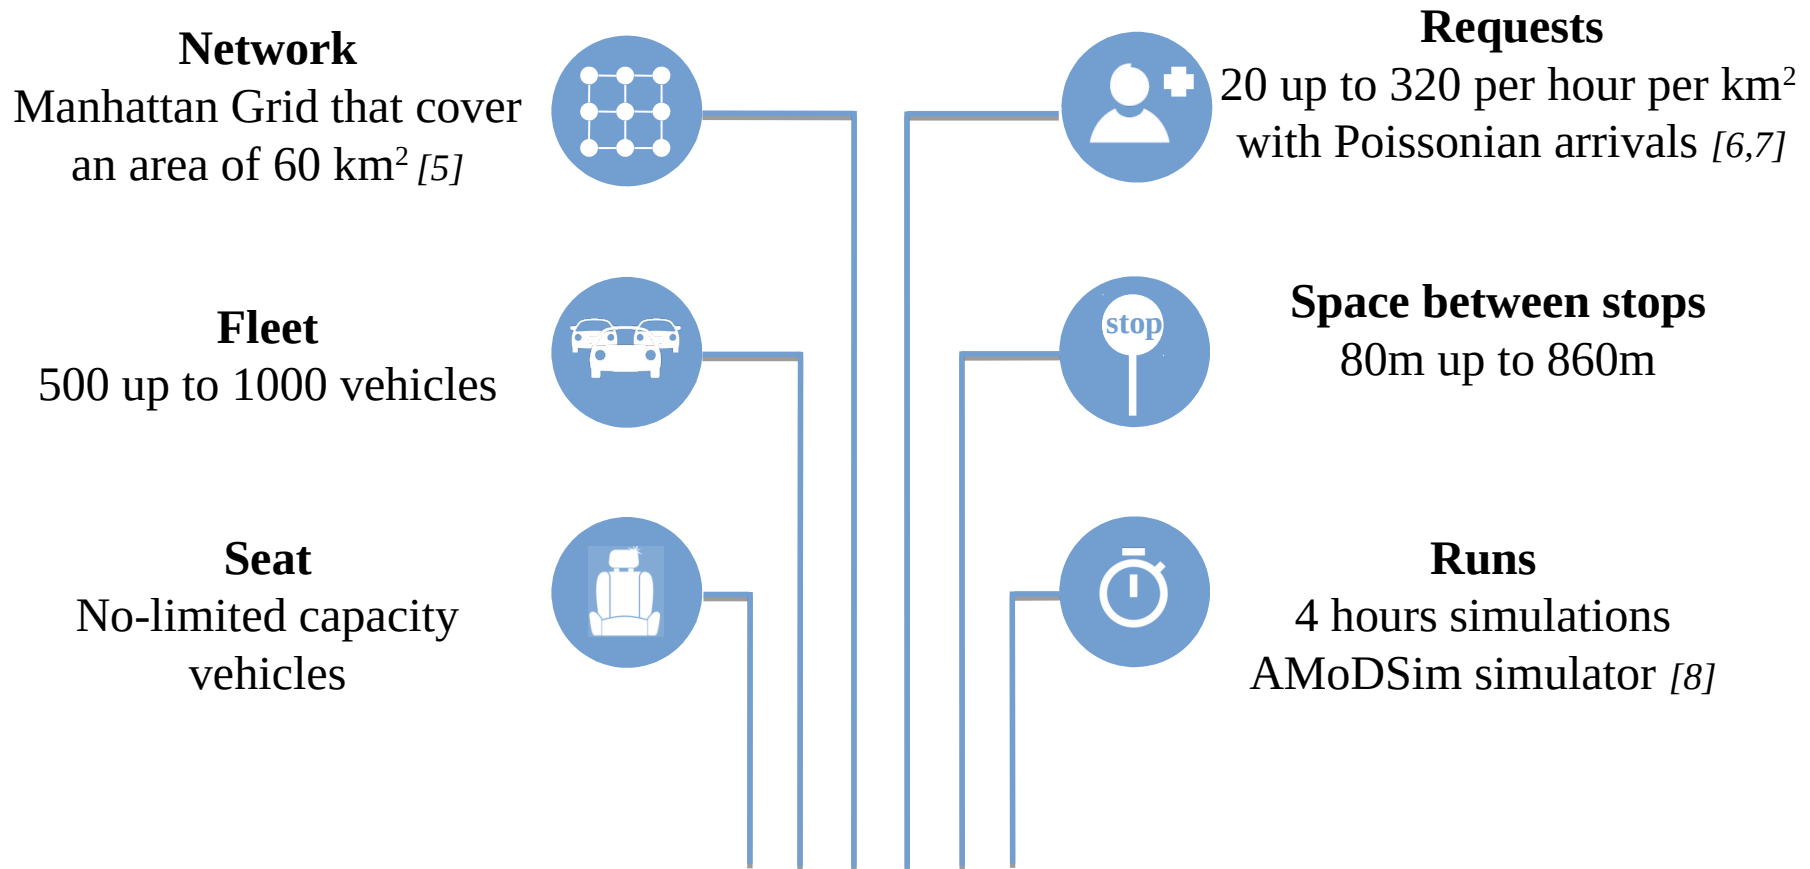 Network
Manhattan Grid that cover
an area of 60 km² [5]
Fleet
500 up to 1000 vehicles
Seat
No-limited capacity
vehicles
Requests
20 up to 320 per hour per km²
with Poissonian arrivals [6,7]
stop
Space between stops
80m up to 860m
Runs
4 hours simulations
AMoDSim simulator [8]